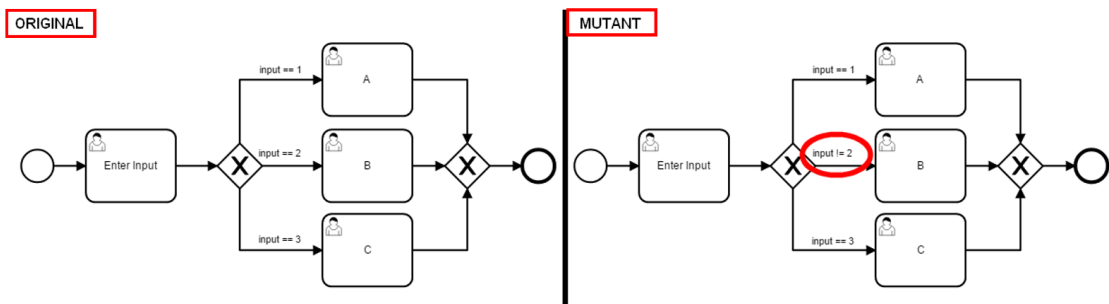 ORIGINAL
input == 1
A
Enter Input
X
input == 2
B
X
input == 3
C
MUTANT
input == 1
A
Enter Input
X
input != 2
B
X
input == 3
C